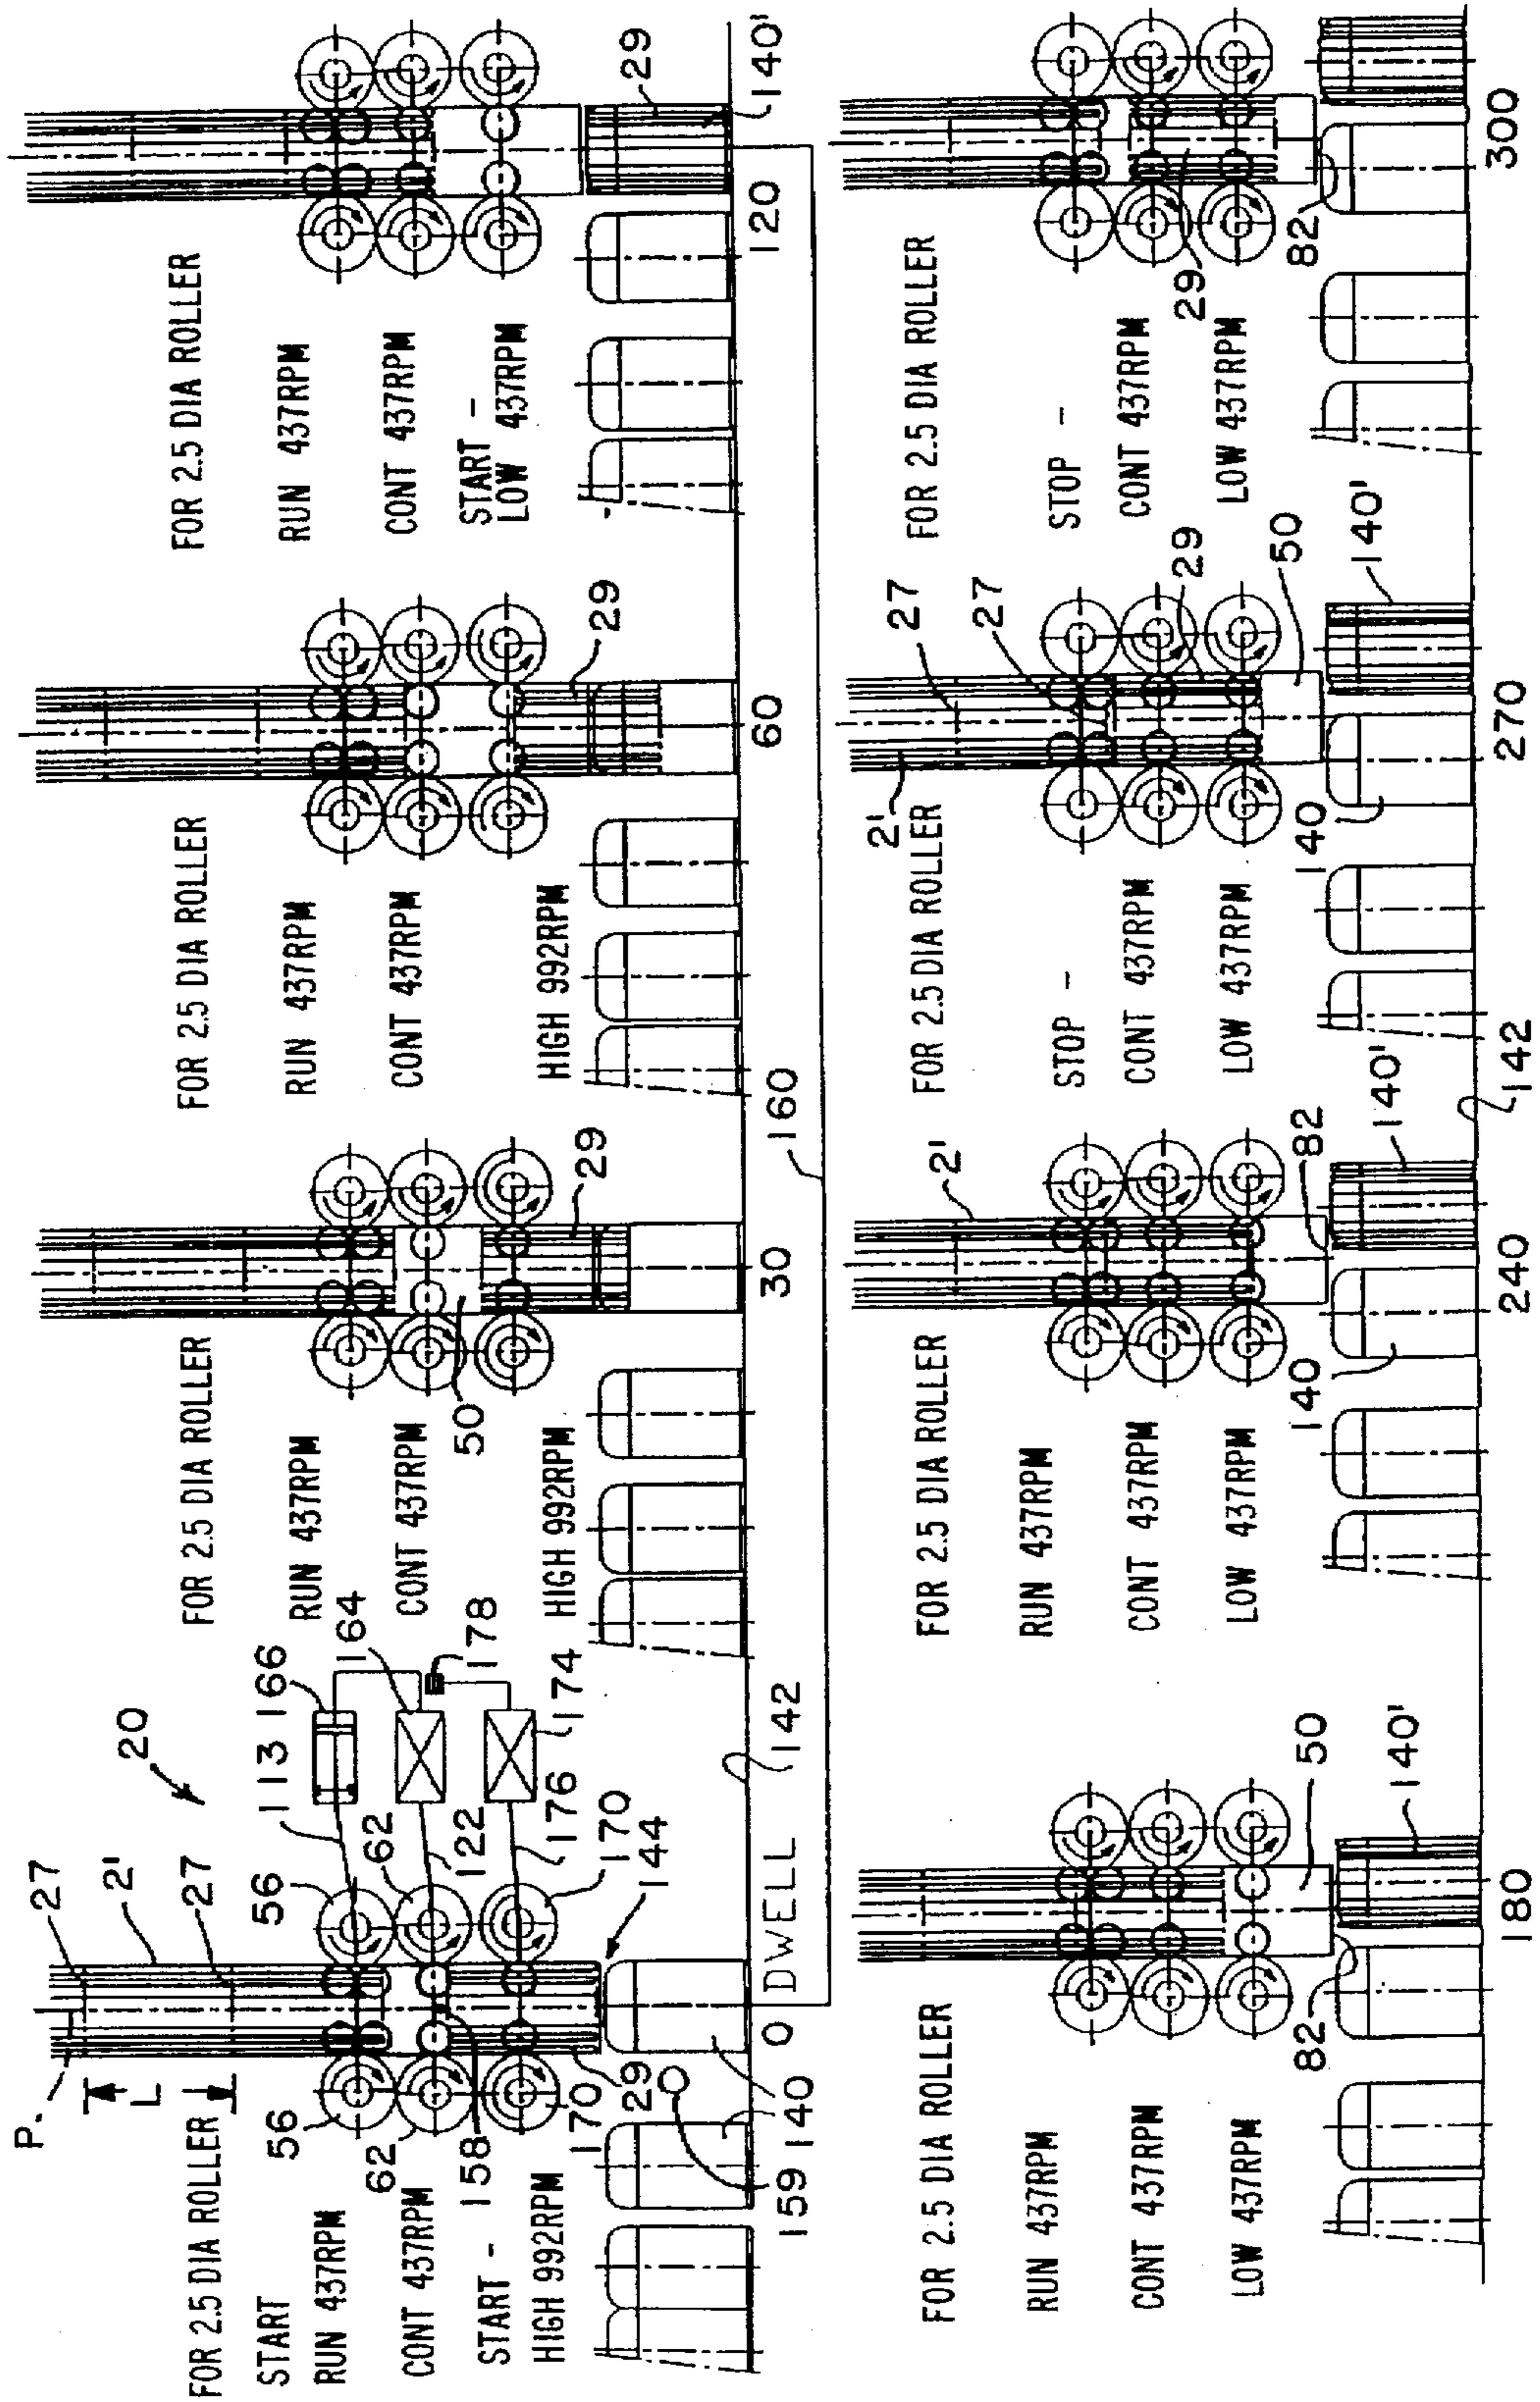 P
27
2'
27
L
20
113
166
164
178
174
176
122
62
56
170
144
FOR 2.5 DIA ROLLER
START
RUN 437RPM
56
62
CONT 437RPM
158
START -
HIGH 992RPM
170
29
159
140
0
DWELL
142
FOR 2.5 DIA ROLLER
RUN 437RPM
CONT 437RPM
50
HIGH 992RPM
29
30
160
FOR 2.5 DIA ROLLER
RUN 437RPM
CONT 437RPM
HIGH 992RPM
29
60
FOR 2.5 DIA ROLLER
RUN 437RPM
CONT 437RPM
START -
LOW 437RPM
29
120
140'
FOR 2.5 DIA ROLLER
RUN 437RPM
CONT 437RPM
LOW 437RPM
82
50
140'
180
FOR 2.5 DIA ROLLER
2'
RUN 437RPM
CONT 437RPM
LOW 437RPM
140
82
140'
240
142
FOR 2.5 DIA ROLLER
2'
27
27
STOP -
CONT 437RPM
29
LOW 437RPM
50
140
140'
270
FOR 2.5 DIA ROLLER
STOP -
CONT 437RPM
29
LOW 437RPM
82
300